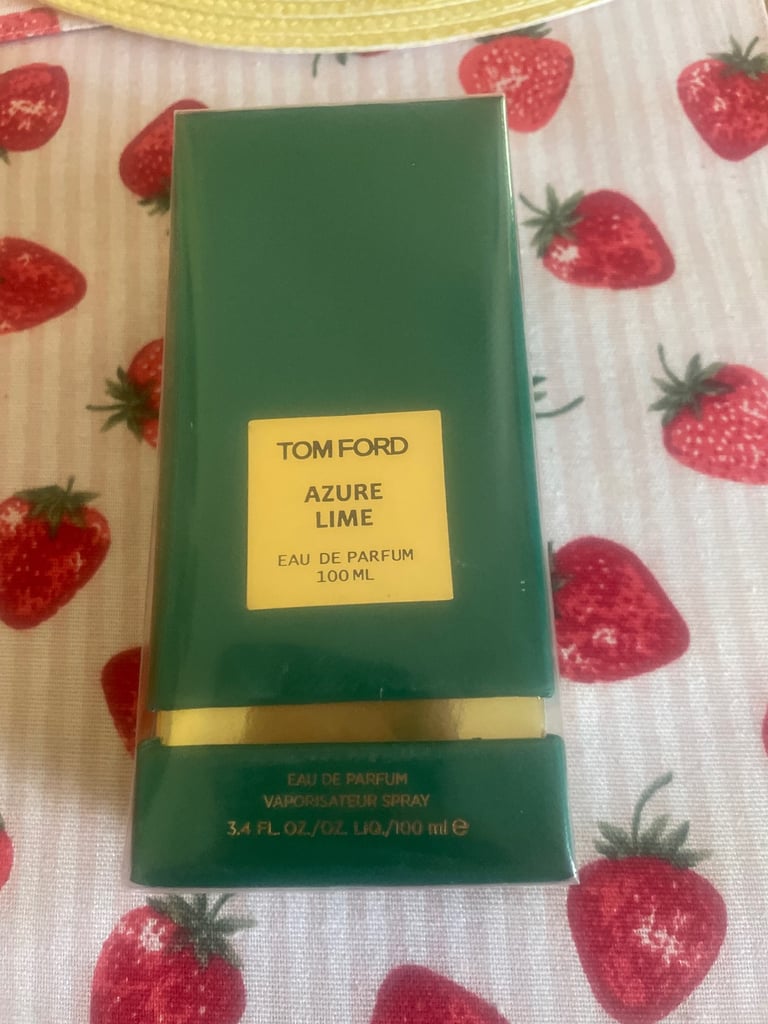 TOM FORD
AZURE
LIME
EAU DE PARFUM
100 ML
EAU DE PARFUM
VAPORISATEUR SPRAY
3.4 FL. OZ./OZ. LIQ./100 ml ℮